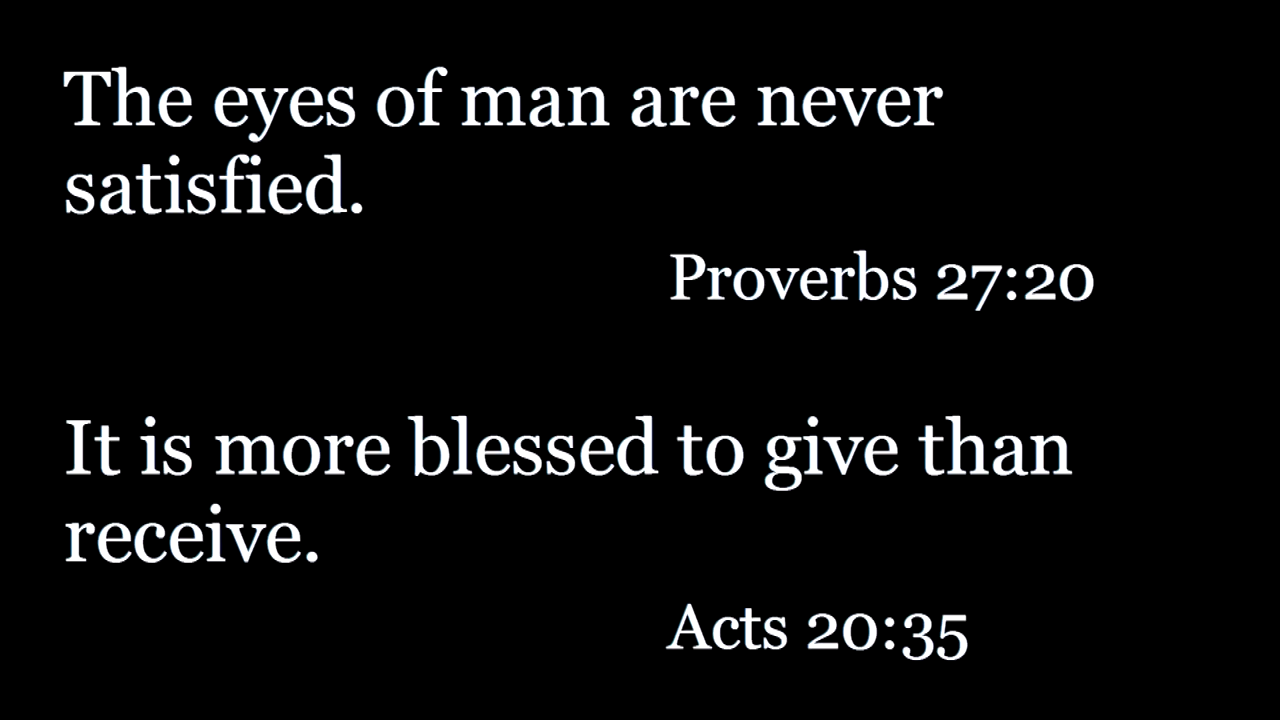 The eyes of man are never
satisfied.
Proverbs 27:20
It is more blessed to give than
receive.
Acts 20:35